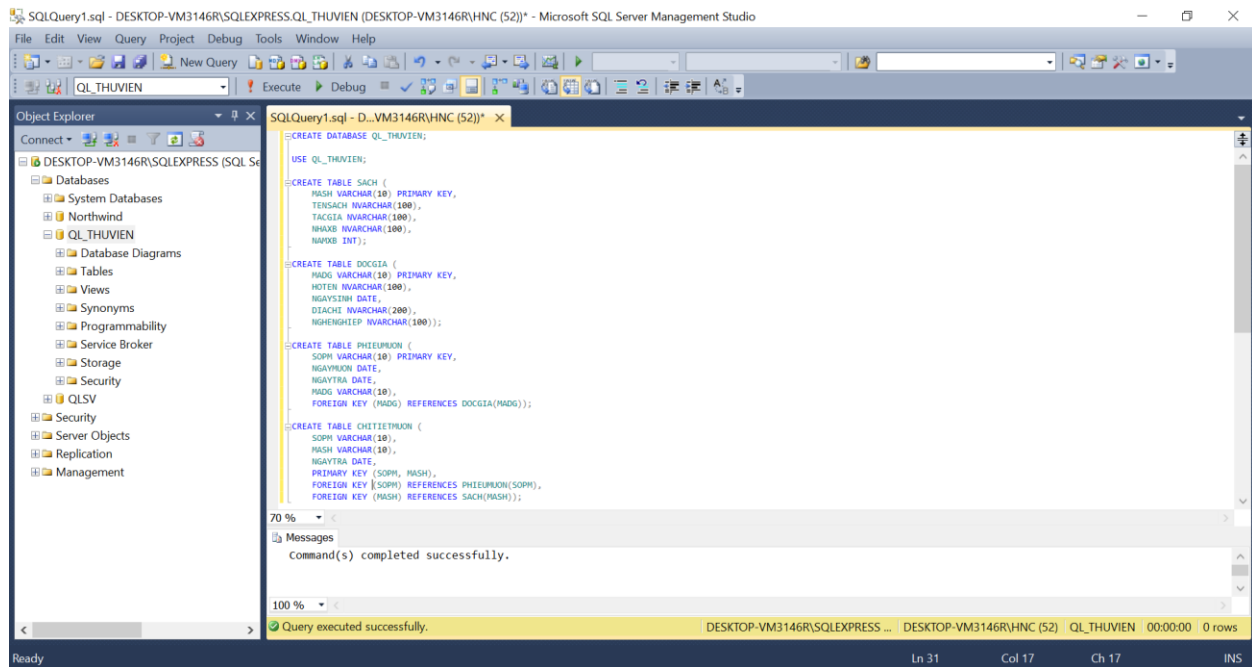 SQLQuery1.sql - DESKTOP-VM3146R\SQLEXPRESS.QL_THUVIEN (DESKTOP-VM3146R\HNC (52))* - Microsoft SQL Server Management Studio
File Edit View Query Project Debug Tools Window Help
New Query
QL_THUVIEN Execute Debug
Object Explorer
Connect
DESKTOP-VM3146R\SQLEXPRESS (SQL Se
Databases
System Databases
Northwind
QL_THUVIEN
Database Diagrams
Tables
Views
Synonyms
Programmability
Service Broker
Storage
Security
QLSV
Security
Server Objects
Replication
Management
SQLQuery1.sql - D...VM3146R\HNC (52))*
CREATE DATABASE QL_THUVIEN;
USE QL_THUVIEN;
CREATE TABLE SACH (
MASH VARCHAR(10) PRIMARY KEY,
TENSACH NVARCHAR(100),
TACGIA NVARCHAR(100),
NHAXB NVARCHAR(100),
NAMXB INT);
CREATE TABLE DOCGIA (
MADG VARCHAR(10) PRIMARY KEY,
HOTEN NVARCHAR(100),
NGAYSINH DATE,
DIACHI NVARCHAR(200),
NGHENGHIEP NVARCHAR(100));
CREATE TABLE PHIEUMUON (
SOPM VARCHAR(10) PRIMARY KEY,
NGAYMUON DATE,
NGAYTRA DATE,
MADG VARCHAR(10),
FOREIGN KEY (MADG) REFERENCES DOCGIA(MADG));
CREATE TABLE CHITIETMUON (
SOPM VARCHAR(10),
MASH VARCHAR(10),
NGAYTRA DATE,
PRIMARY KEY (SOPM, MASH),
FOREIGN KEY (SOPM) REFERENCES PHIEUMUON(SOPM),
FOREIGN KEY (MASH) REFERENCES SACH(MASH));
70 %
Messages
Command(s) completed successfully.
100 %
Query executed successfully. DESKTOP-VM3146R\SQLEXPRESS ... DESKTOP-VM3146R\HNC (52) QL_THUVIEN 00:00:00 0 rows
Ready Ln 31 Col 17 Ch 17 INS